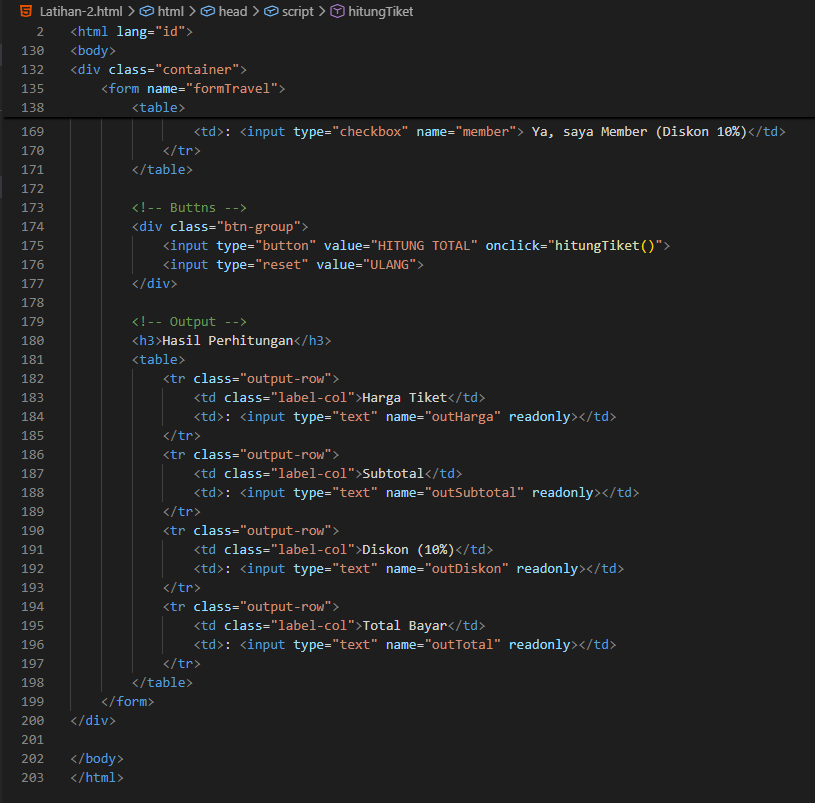 Latihan-2.html > html > head > script > hitungTiket
2 <html lang="id">
130 <body>
132 <div class="container">
135 <form name="formTravel">
138 <table>
169 <td>: <input type="checkbox" name="member"> Ya, saya Member (Diskon 10%)</td>
170 </tr>
171 </table>
172
173 <!-- Buttns -->
174 <div class="btn-group">
175 <input type="button" value="HITUNG TOTAL" onclick="hitungTiket()">
176 <input type="reset" value="ULANG">
177 </div>
178
179 <!-- Output -->
180 <h3>Hasil Perhitungan</h3>
181 <table>
182 <tr class="output-row">
183 <td class="label-col">Harga Tiket</td>
184 <td>: <input type="text" name="outHarga" readonly></td>
185 </tr>
186 <tr class="output-row">
187 <td class="label-col">Subtotal</td>
188 <td>: <input type="text" name="outSubtotal" readonly></td>
189 </tr>
190 <tr class="output-row">
191 <td class="label-col">Diskon (10%)</td>
192 <td>: <input type="text" name="outDiskon" readonly></td>
193 </tr>
194 <tr class="output-row">
195 <td class="label-col">Total Bayar</td>
196 <td>: <input type="text" name="outTotal" readonly></td>
197 </tr>
198 </table>
199 </form>
200 </div>
201
202 </body>
203 </html>